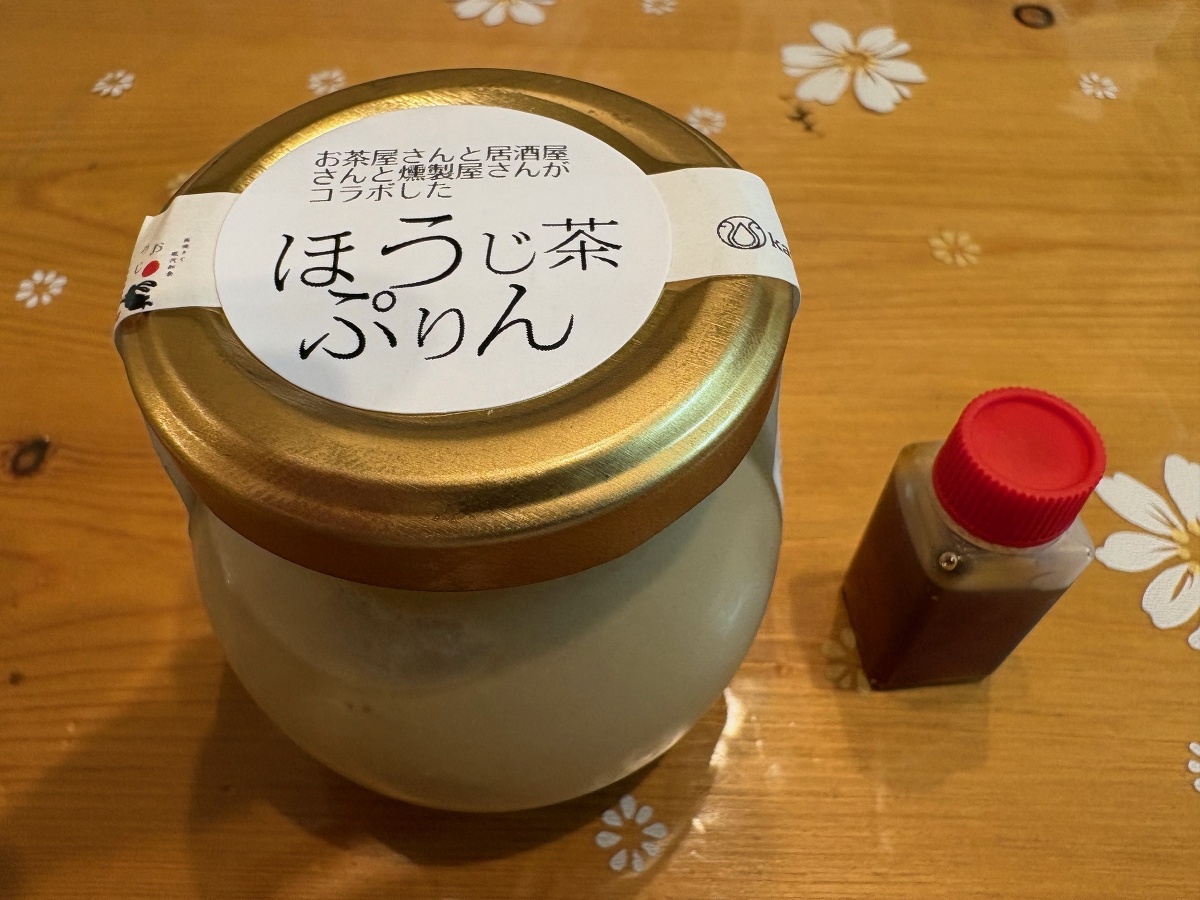 お茶屋さんと居酒屋
さんと燻製屋さんが
コラボした
ほうじ茶
ぷりん
ka